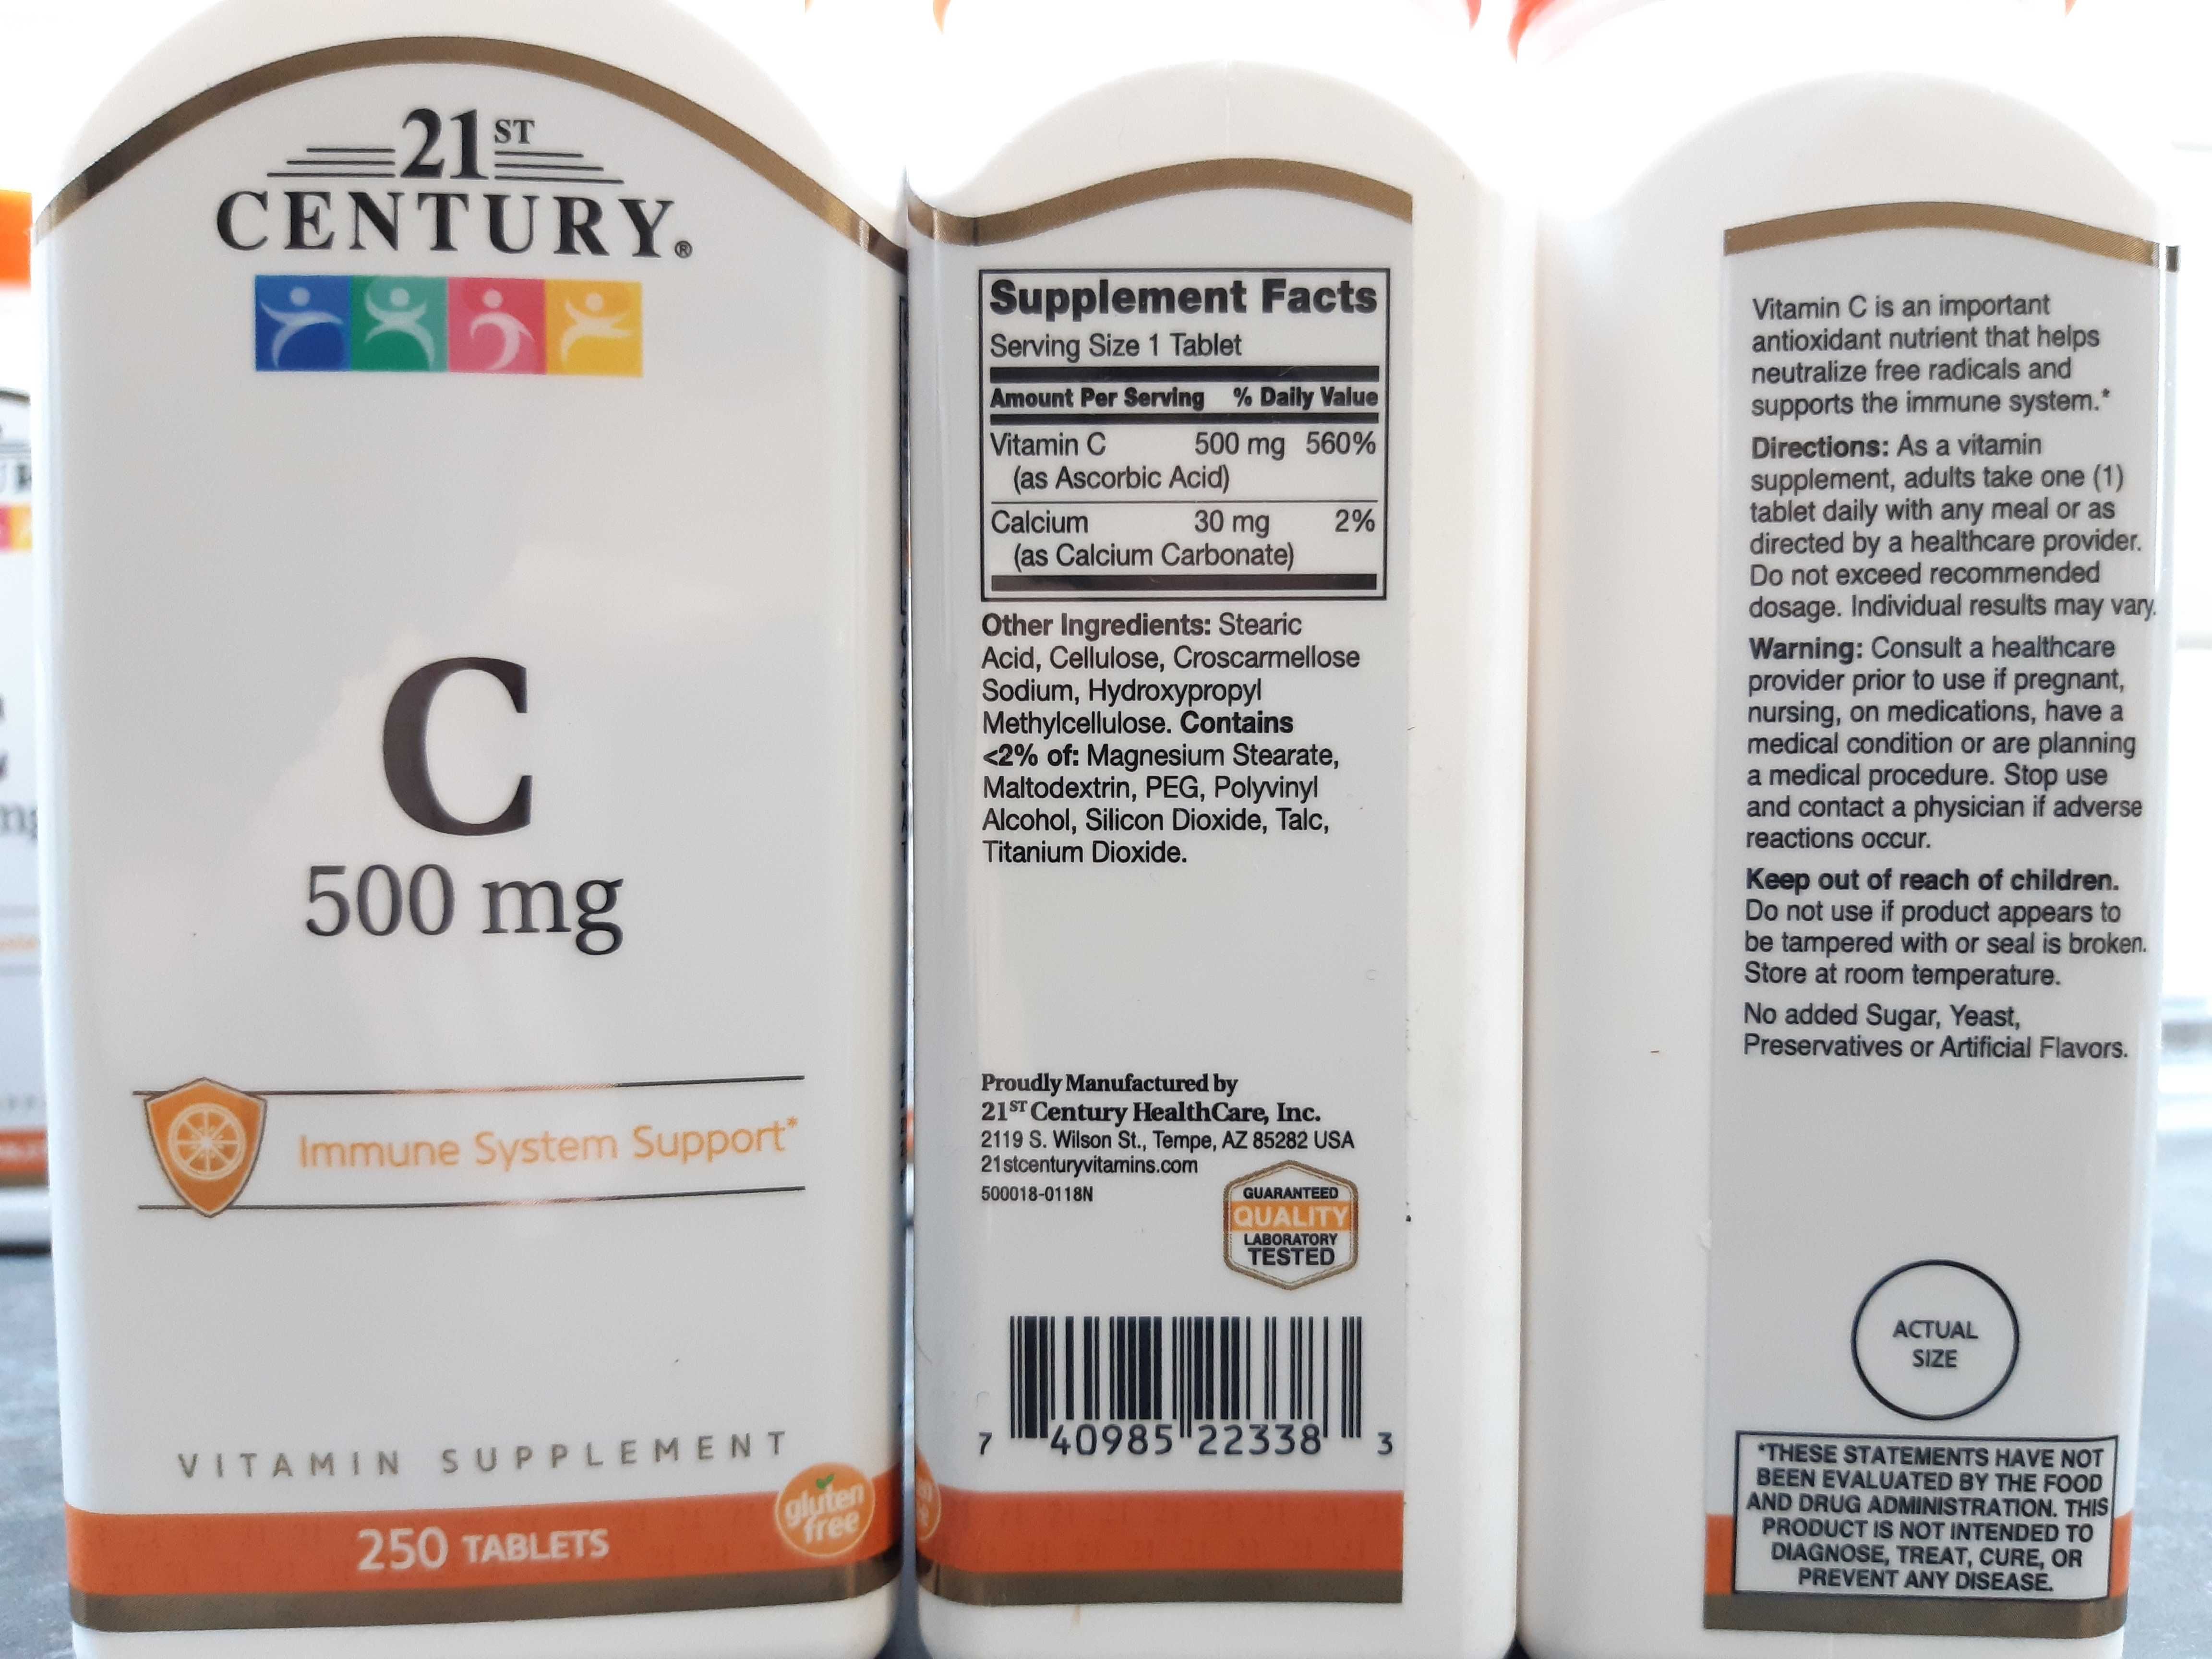 21ST
CENTURY®
C
500 mg
Immune System Support*
VITAMIN SUPPLEMENT
gluten
free
250 TABLETS
Supplement Facts
Serving Size 1 Tablet
Amount Per Serving % Daily Value
Vitamin C 500 mg 560%
(as Ascorbic Acid)
Calcium 30 mg 2%
(as Calcium Carbonate)
Other Ingredients: Stearic
Acid, Cellulose, Croscarmellose
Sodium, Hydroxypropyl
Methylcellulose. Contains
<2% of: Magnesium Stearate,
Maltodextrin, PEG, Polyvinyl
Alcohol, Silicon Dioxide, Talc,
Titanium Dioxide.
Proudly Manufactured by
21ST Century HealthCare, Inc.
2119 S. Wilson St., Tempe, AZ 85282 USA
21stcenturyvitamins.com
500018-0118N
GUARANTEED
QUALITY
LABORATORY
TESTED
7 40985 22338 3
Vitamin C is an important
antioxidant nutrient that helps
neutralize free radicals and
supports the immune system.*
Directions: As a vitamin
supplement, adults take one (1)
tablet daily with any meal or as
directed by a healthcare provider.
Do not exceed recommended
dosage. Individual results may vary.
Warning: Consult a healthcare
provider prior to use if pregnant,
nursing, on medications, have a
medical condition or are planning
a medical procedure. Stop use
and contact a physician if adverse
reactions occur.
Keep out of reach of children.
Do not use if product appears to
be tampered with or seal is broken.
Store at room temperature.
No added Sugar, Yeast,
Preservatives or Artificial Flavors.
ACTUAL
SIZE
*THESE STATEMENTS HAVE NOT
BEEN EVALUATED BY THE FOOD
AND DRUG ADMINISTRATION. THIS
PRODUCT IS NOT INTENDED TO
DIAGNOSE, TREAT, CURE, OR
PREVENT ANY DISEASE.